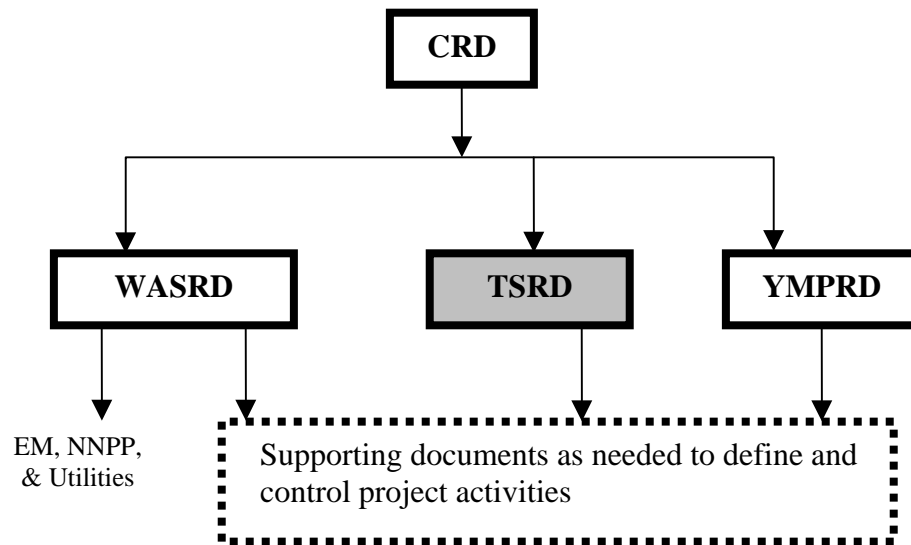 CRD
WASRD
TSRD
YMPRD
EM, NNPP,
& Utilities
Supporting documents as needed to define and
control project activities